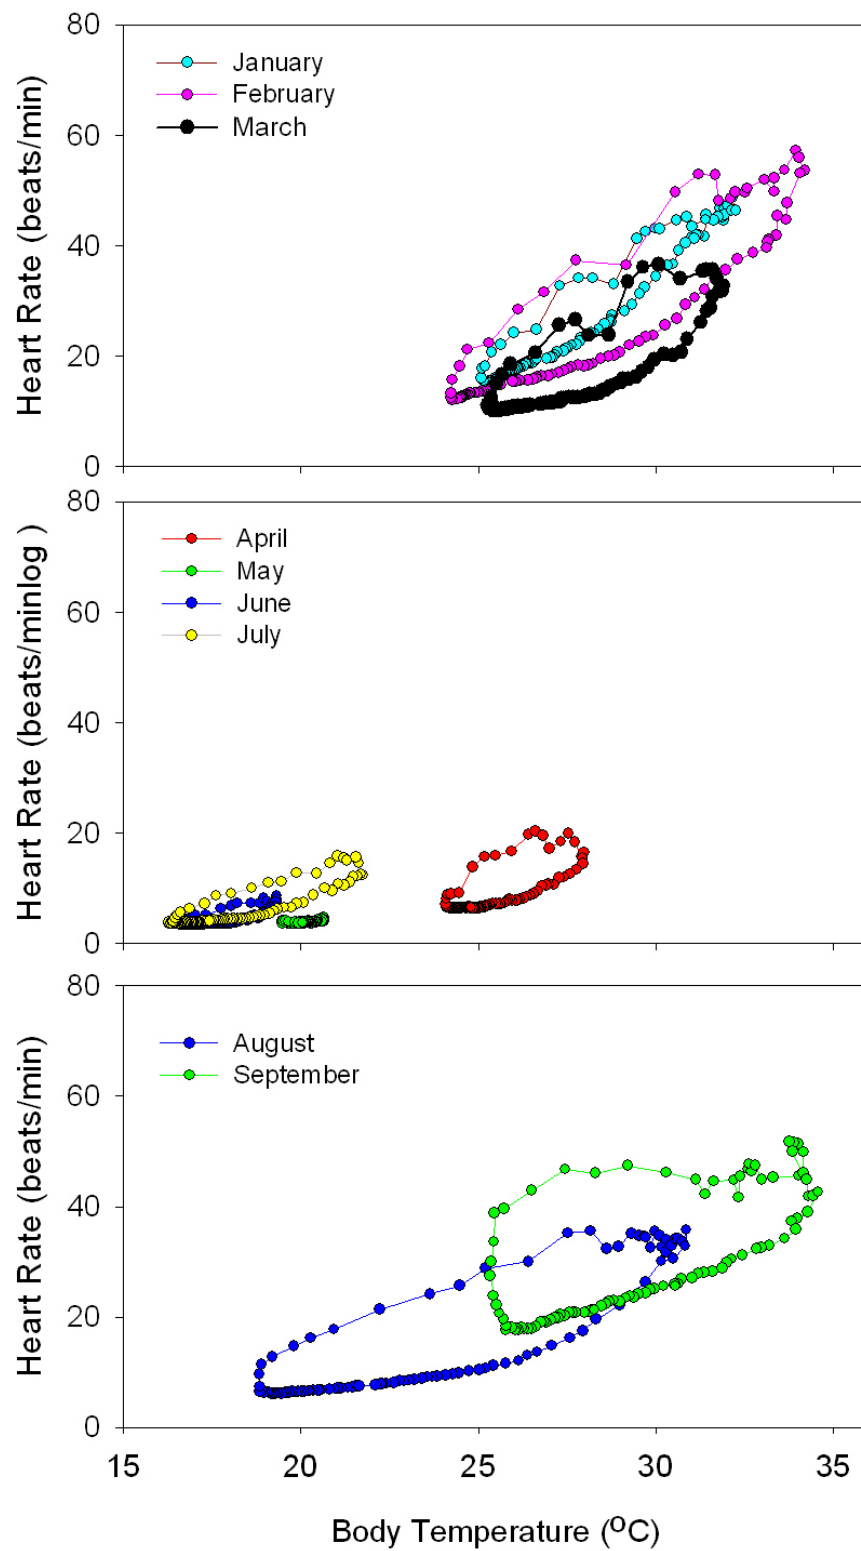 80
60
40
20
0
Heart Rate (beats/min)
January
February
March
80
60
40
20
0
Heart Rate (beats/minlog )
April
May
June
July
80
60
40
20
0
Heart Rate (beats/min)
August
September
15 20 25 30 35
Body Temperature (ºC)